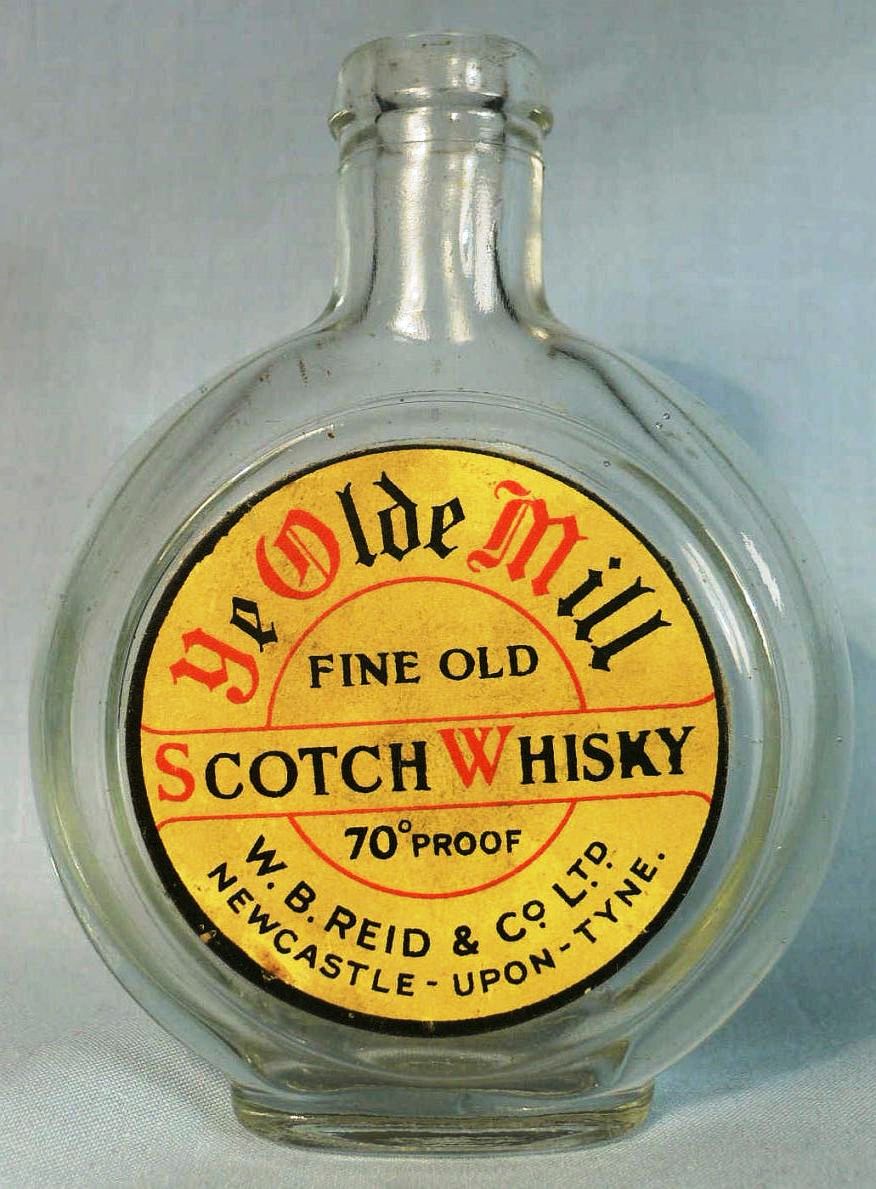 Ye Olde Mill
FINE OLD
SCOTCH WHISKY
70° PROOF
W. B. REID & Co LTD.
NEWCASTLE-UPON-TYNE.